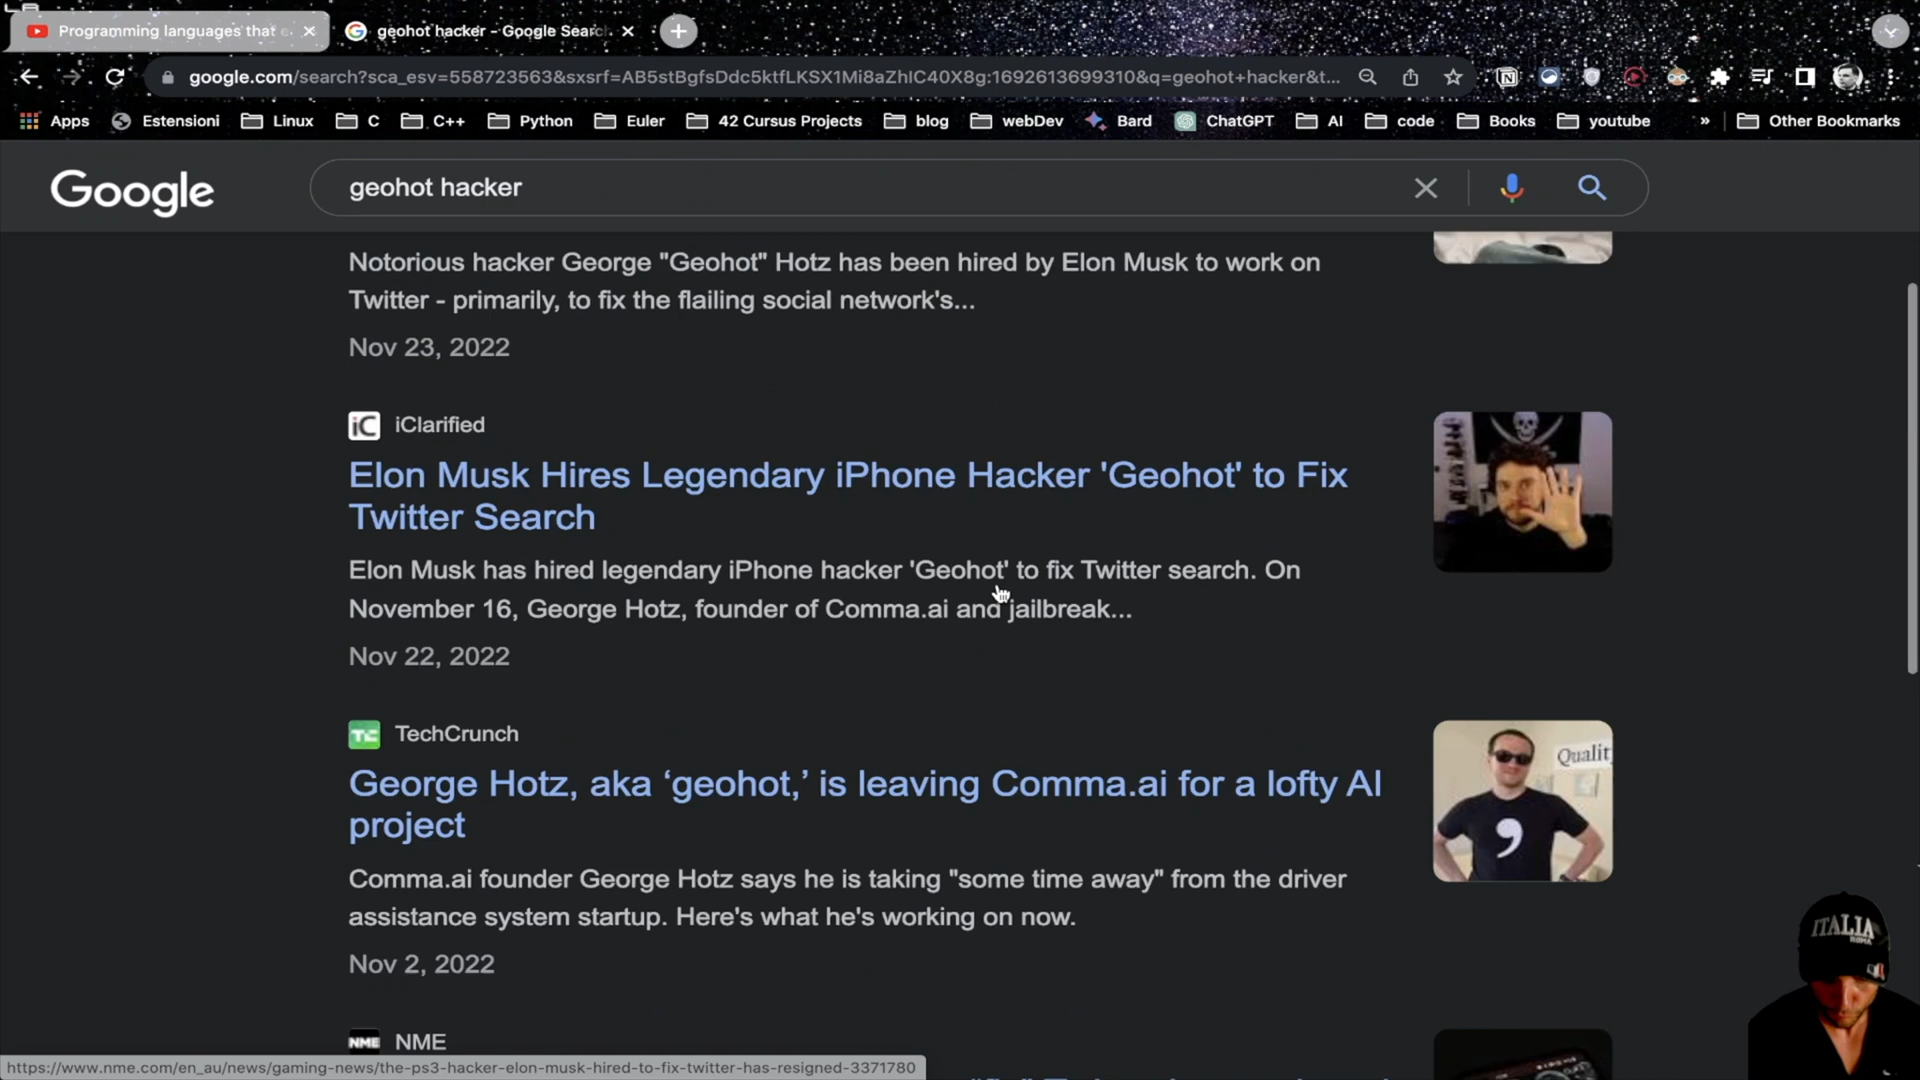 Programming languages that
geohot hacker - Google Searc
google.com/search?sca_esv=558723563&sxsrf=AB5stBgfsDdc5ktfLKSX1Mi8aZhIC40X8g:1692613699310&q=geohot+hacker&t...
Apps Estensioni Linux C C++ Python Euler 42 Cursus Projects blog webDev Bard ChatGPT AI code Books youtube » Other Bookmarks
Google geohot hacker
Notorious hacker George "Geohot" Hotz has been hired by Elon Musk to work on
Twitter - primarily, to fix the flailing social network's...
Nov 23, 2022
iC iClarified
Elon Musk Hires Legendary iPhone Hacker 'Geohot' to Fix
Twitter Search
Elon Musk has hired legendary iPhone hacker 'Geohot' to fix Twitter search. On
November 16, George Hotz, founder of Comma.ai and jailbreak...
Nov 22, 2022
TC TechCrunch
Qualit
George Hotz, aka ‘geohot,’ is leaving Comma.ai for a lofty AI
project
Comma.ai founder George Hotz says he is taking "some time away" from the driver
assistance system startup. Here's what he's working on now.
Nov 2, 2022
ITALIA
ROMA
NME NME
https://www.nme.com/en_au/news/gaming-news/the-ps3-hacker-elon-musk-hired-to-fix-twitter-has-resigned-3371780